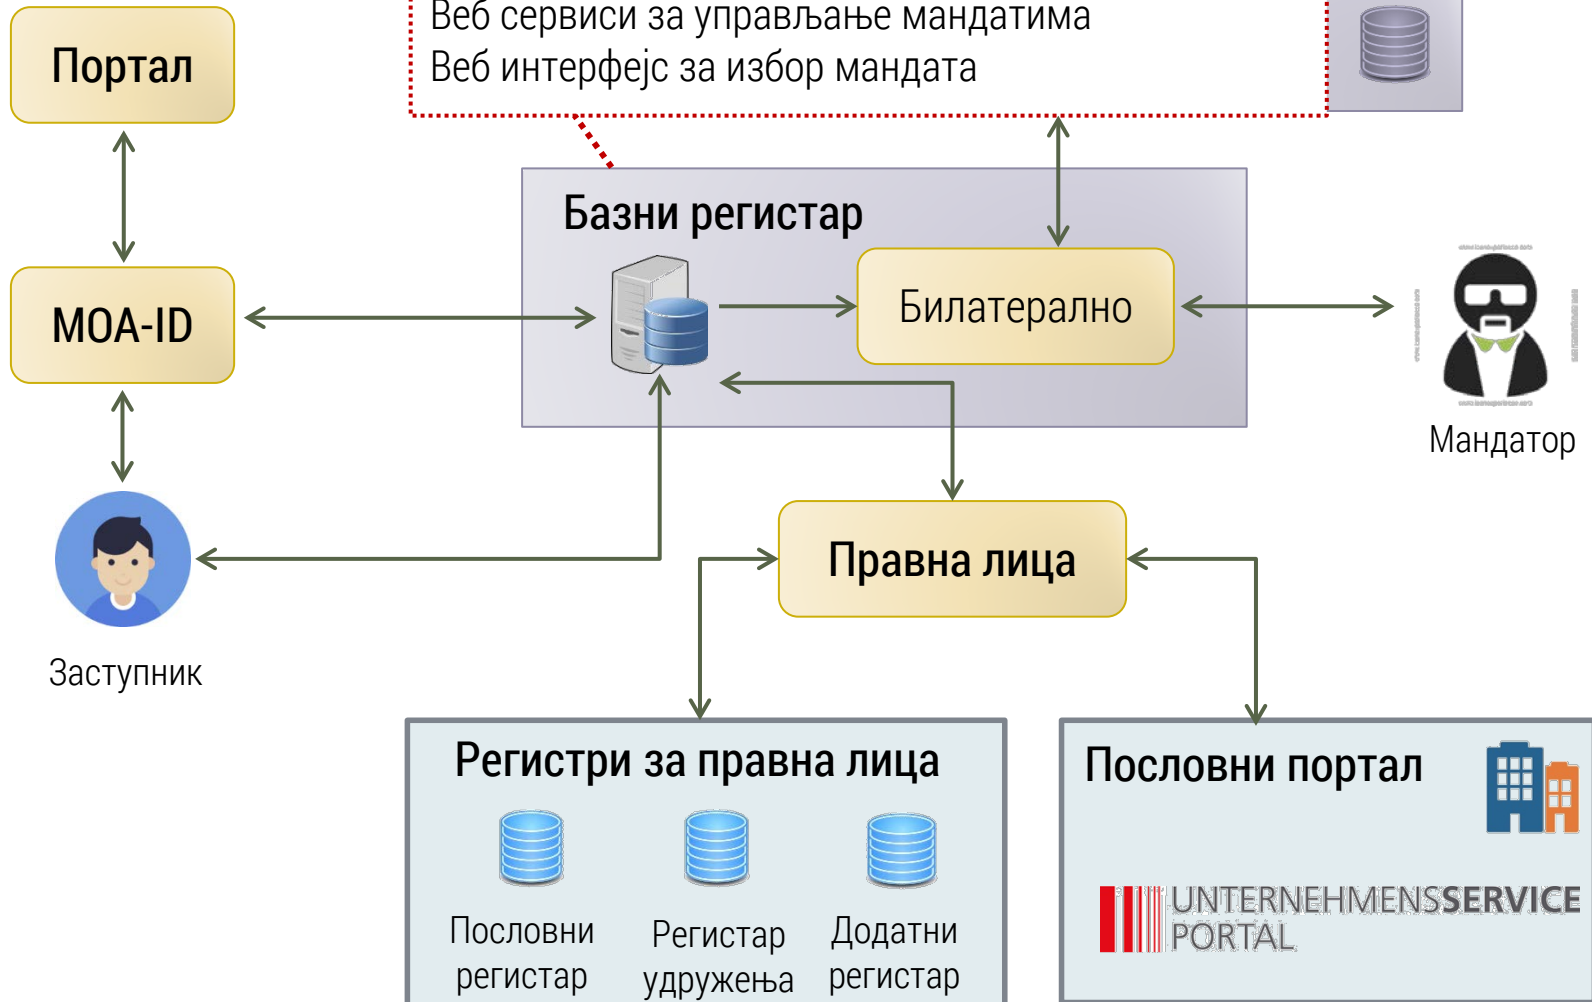 Веб сервиси за управљање мандатима
Веб интерфејс за избор мандата
Портал
Базни регистар
MOA-ID
Билатерално
Мандатор
Правна лица
Заступник
Регистри за правна лица
Пословни
регистар
Регистар
удружења
Додатни
регистар
Пословни портал
UNTERNEHMENSSERVICE
PORTAL